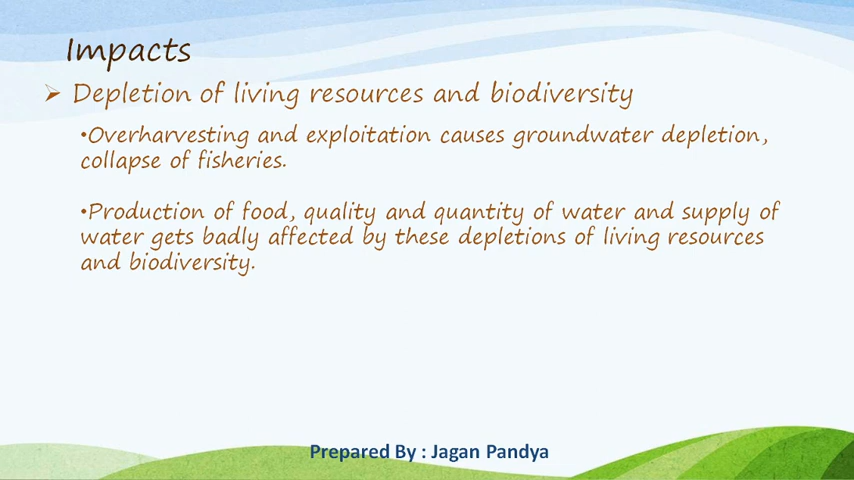 Impacts
➢ Depletion of living resources and biodiversity
•Overharvesting and exploitation causes groundwater depletion,
collapse of fisheries.
•Production of food, quality and quantity of water and supply of
water gets badly affected by these depletions of living resources
and biodiversity.
Prepared By : Jagan Pandya